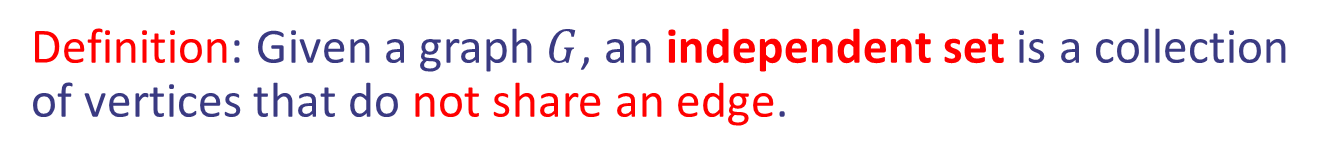 Definition: Given a graph G, an independent set is a collection
of vertices that do not share an edge.